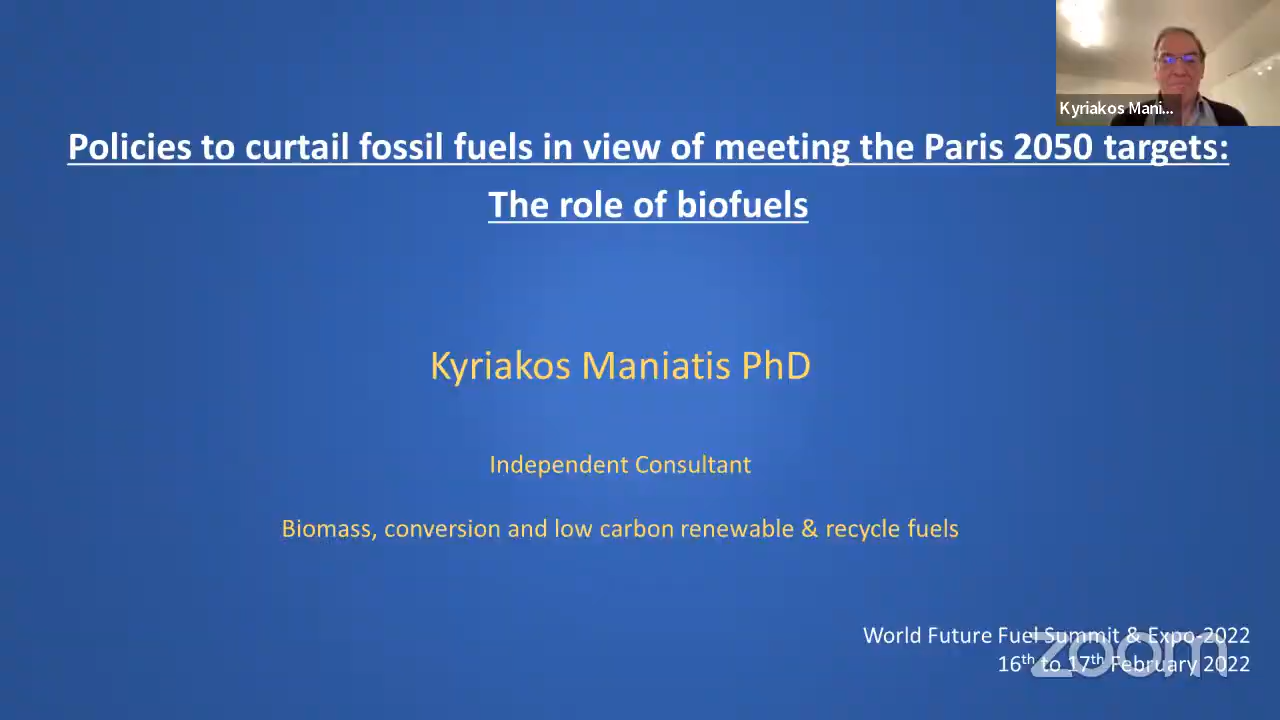 Kyriakos Mani...
Policies to curtail fossil fuels in view of meeting the Paris 2050 targets:
The role of biofuels
Kyriakos Maniatis PhD
Independent Consultant
Biomass, conversion and low carbon renewable & recycle fuels
World Future Fuel Summit & Expo-2022
16th to 17th February 2022
zoom